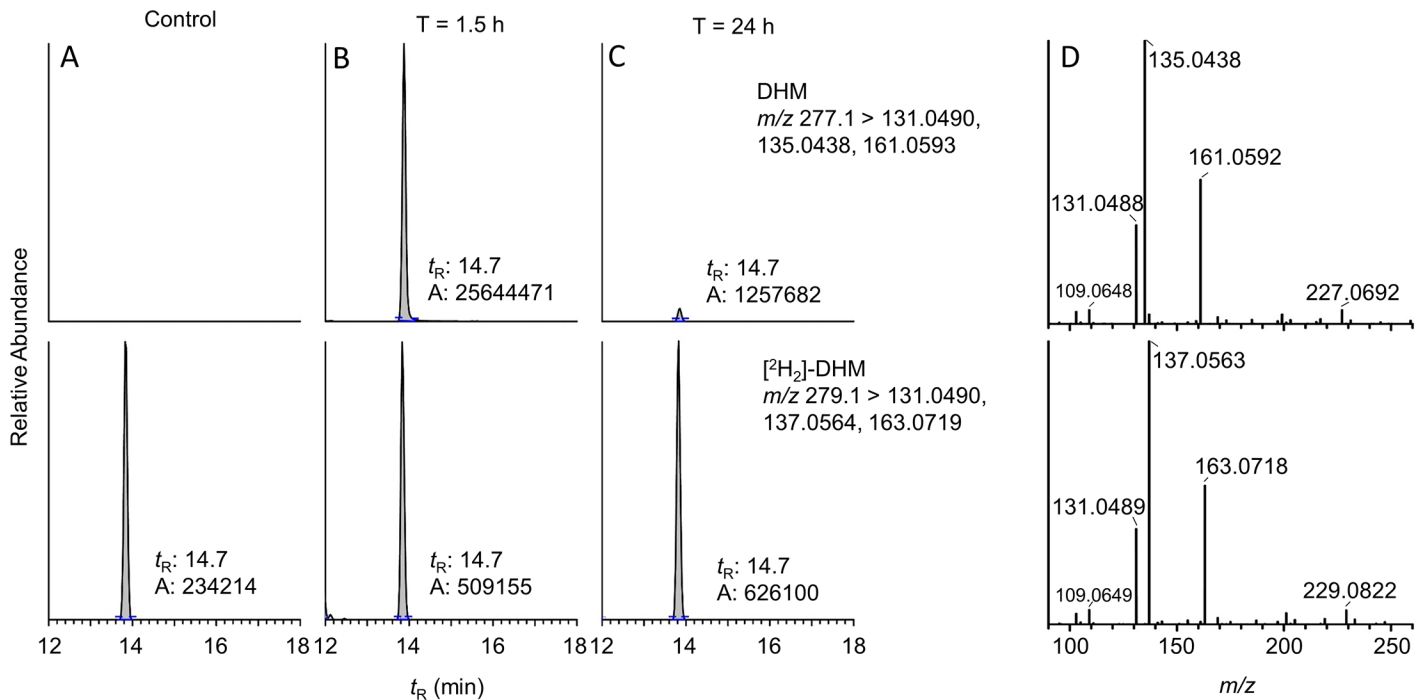 Control
T = 1.5 h
T = 24 h
A
B
C
D
DHM
m/z 277.1 > 131.0490,
135.0438, 161.0593
tR: 14.7
A: 25644471
tR: 14.7
A: 1257682
135.0438
161.0592
131.0488
109.0648
227.0692
Relative Abundance
[²H₂]-DHM
m/z 279.1 > 131.0490,
137.0564, 163.0719
tR: 14.7
A: 234214
tR: 14.7
A: 509155
tR: 14.7
A: 626100
137.0563
163.0718
131.0489
109.0649
229.0822
12 14 16 18
12 14 16 18
12 14 16 18
100 150 200 250
tR (min)
m/z